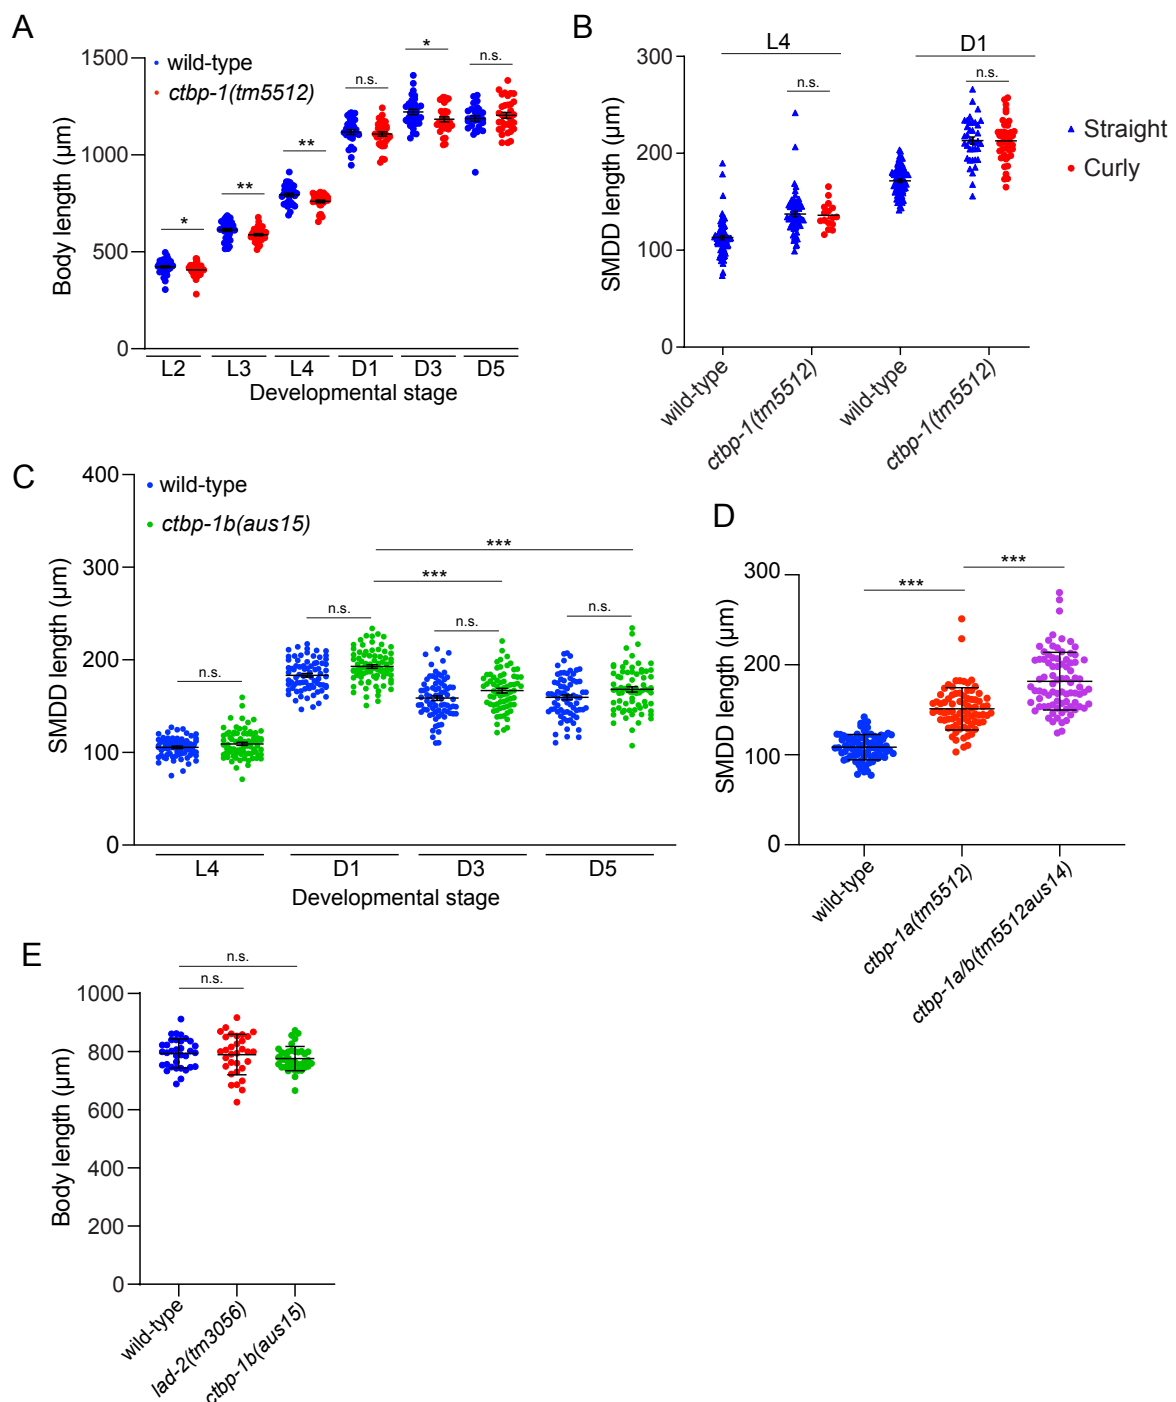 A
wild-type
ctbp-1(tm5512)
Body length (µm)
1500
1000
500
0
*
**
**
n.s.
*
n.s.
L2 L3 L4 D1 D3 D5
Developmental stage
B
L4 D1
n.s.
n.s.
SMDD length (µm)
300
200
100
0
Straight
Curly
wild-type
ctbp-1(tm5512)
wild-type
ctbp-1(tm5512)
C
wild-type
ctbp-1b(aus15)
SMDD length (µm)
400
300
200
100
0
***
***
n.s.
n.s.
n.s.
n.s.
L4 D1 D3 D5
Developmental stage
D
SMDD length (µm)
300
200
100
0
***
***
wild-type
ctbp-1a(tm5512)
ctbp-1a/b(tm5512aus14)
E
n.s.
n.s.
Body length (µm)
1000
800
600
400
200
0
wild-type
lad-2(tm3056)
ctbp-1b(aus15)